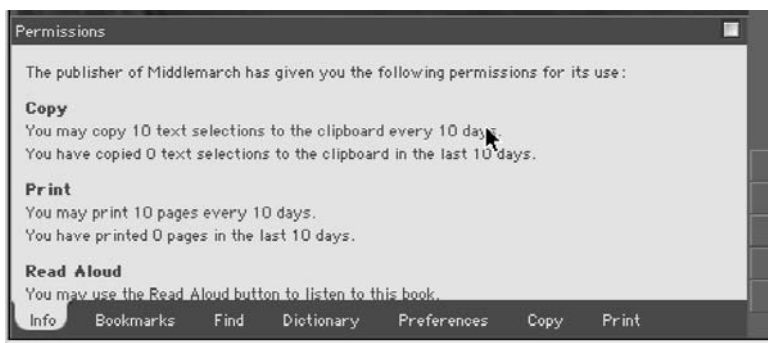 Permissions
The publisher of Middlemarch has given you the following permissions for its use:
Copy
You may copy 10 text selections to the clipboard every 10 days.
You have copied 0 text selections to the clipboard in the last 10 days.
Print
You may print 10 pages every 10 days.
You have printed 0 pages in the last 10 days.
Read Aloud
You may use the Read Aloud button to listen to this book.
Info Bookmarks Find Dictionary Preferences Copy Print